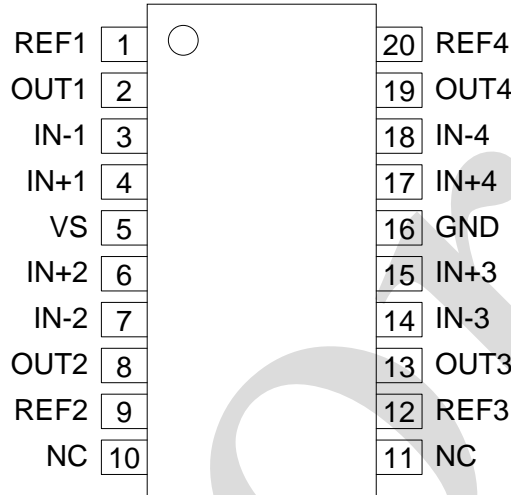 REF1 1 20 REF4
OUT1 2 19 OUT4
IN-1 3 18 IN-4
IN+1 4 17 IN+4
VS 5 16 GND
IN+2 6 15 IN+3
IN-2 7 14 IN-3
OUT2 8 13 OUT3
REF2 9 12 REF3
NC 10 11 NC